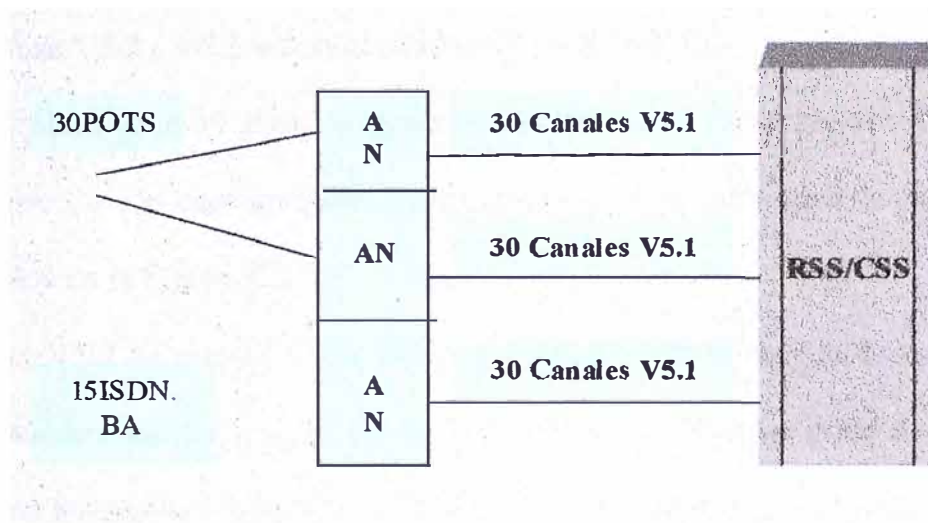 30POTS
A
N
30 Canales V5.1
AN
30 Canales V5.1
RSS/CSS
15ISDN.
BA
A
N
30 Canales V5.1